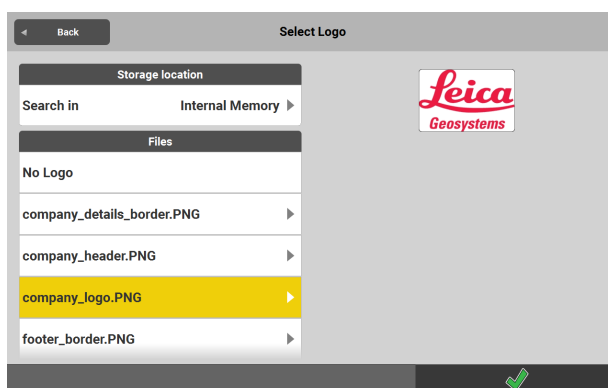 Back
Select Logo
Storage location
Search in Internal Memory
Files
No Logo
company_details_border.PNG
company_header.PNG
company_logo.PNG
footer_border.PNG
Leica
Geosystems